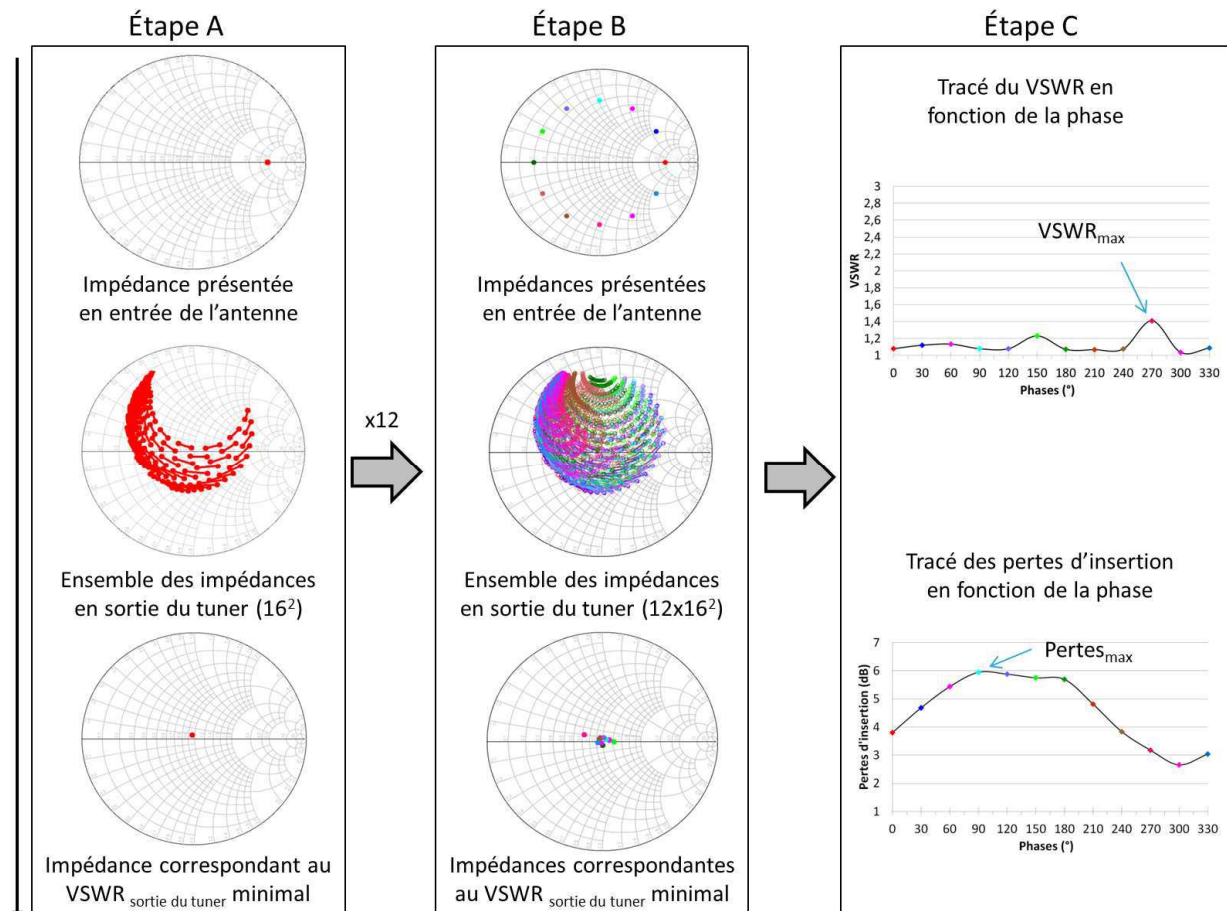 Étape A
Impédance présentée
en entrée de l'antenne
Ensemble des impédances
en sortie du tuner (16²)
Impédance correspondant au
VSWR sortie du tuner minimal
x12
Étape B
Impédances présentées
en entrée de l'antenne
Ensemble des impédances
en sortie du tuner (12x16²)
Impédances correspondantes
au VSWR sortie du tuner minimal
Étape C
Tracé du VSWR en
fonction de la phase
VSWRmax
VSWR
3
2,8
2,6
2,4
2,2
2
1,8
1,6
1,4
1,2
1
0 30 60 90 120 150 180 210 240 270 300 330
Phases (°)
Tracé des pertes d'insertion
en fonction de la phase
Pertesmax
Pertes d'insertion (dB)
7
6
5
4
3
2
1
0 30 60 90 120 150 180 210 240 270 300 330
Phases (°)